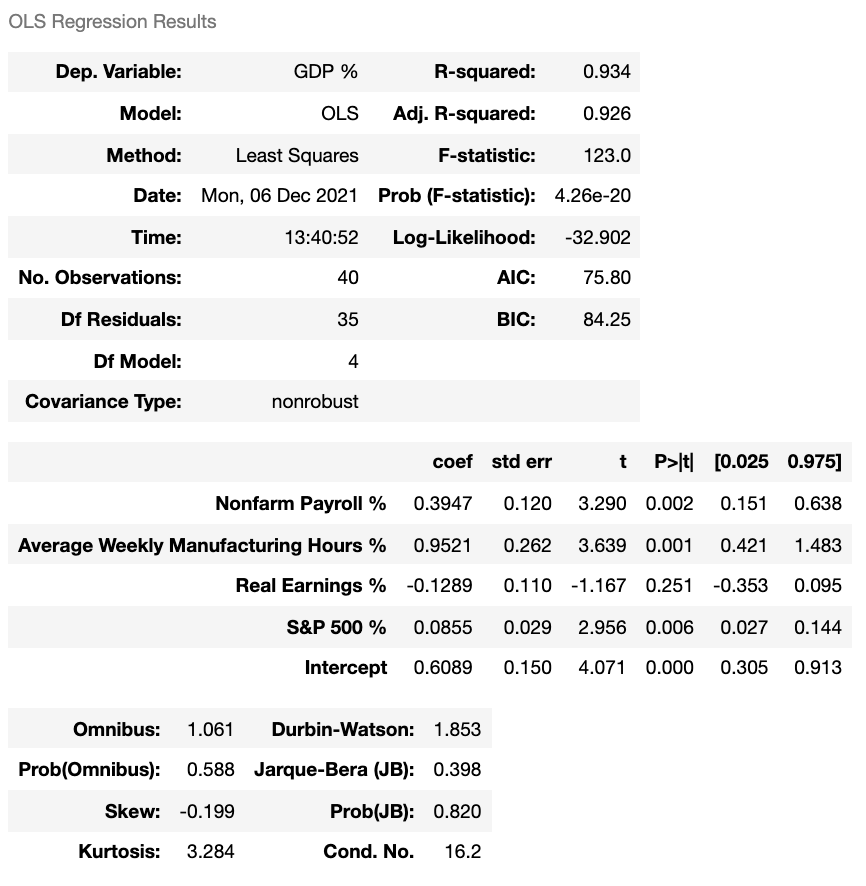 OLS Regression Results
Dep. Variable: GDP % R-squared: 0.934
Model: OLS Adj. R-squared: 0.926
Method: Least Squares F-statistic: 123.0
Date: Mon, 06 Dec 2021 Prob (F-statistic): 4.26e-20
Time: 13:40:52 Log-Likelihood: -32.902
No. Observations: 40 AIC: 75.80
Df Residuals: 35 BIC: 84.25
Df Model: 4
Covariance Type: nonrobust
coef std err t P>|t| [0.025 0.975]
Nonfarm Payroll % 0.3947 0.120 3.290 0.002 0.151 0.638
Average Weekly Manufacturing Hours % 0.9521 0.262 3.639 0.001 0.421 1.483
Real Earnings % -0.1289 0.110 -1.167 0.251 -0.353 0.095
S&P 500 % 0.0855 0.029 2.956 0.006 0.027 0.144
Intercept 0.6089 0.150 4.071 0.000 0.305 0.913
Omnibus: 1.061 Durbin-Watson: 1.853
Prob(Omnibus): 0.588 Jarque-Bera (JB): 0.398
Skew: -0.199 Prob(JB): 0.820
Kurtosis: 3.284 Cond. No. 16.2